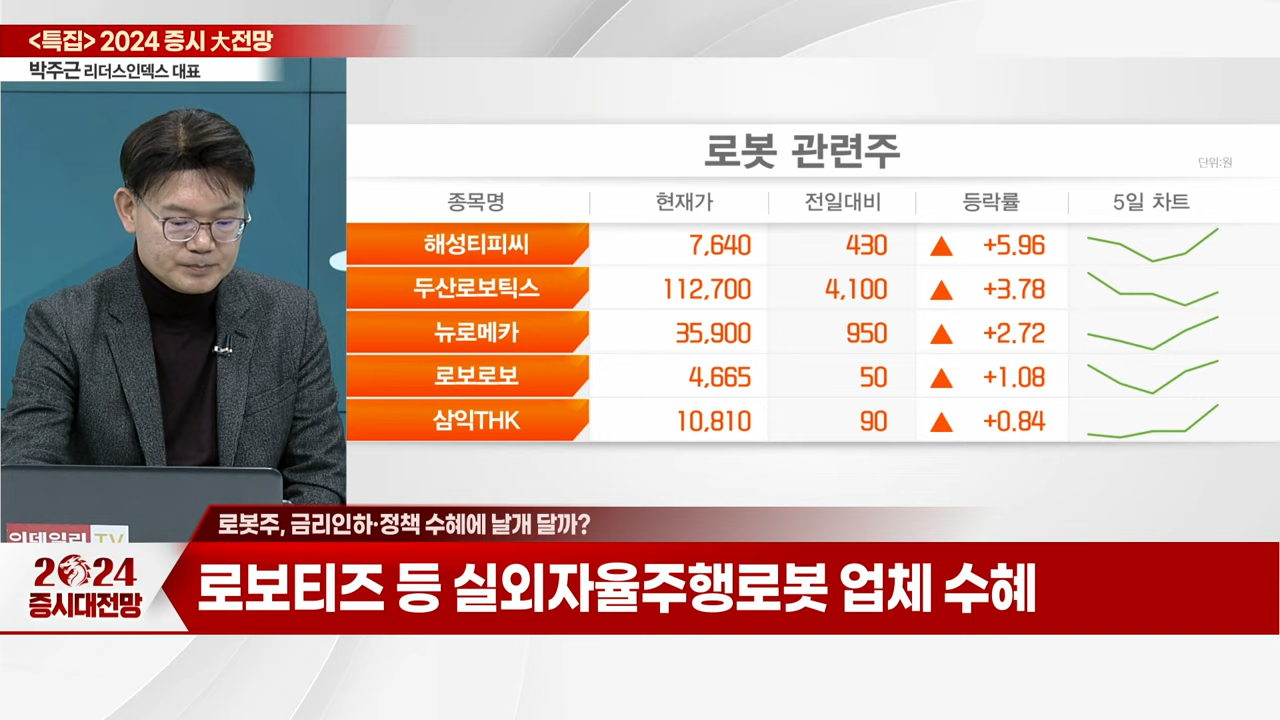 <특집> 2024 증시 大전망
박주근 리더스인덱스 대표
로봇 관련주
단위:원
종목명 현재가 전일대비 등락률 5일 차트
해성티피씨 7,640 430 ▲ +5.96
두산로보틱스 112,700 4,100 ▲ +3.78
뉴로메카 35,900 950 ▲ +2.72
로보로보 4,665 50 ▲ +1.08
삼익THK 10,810 90 ▲ +0.84
이데일리 TV
로봇주, 금리인하·정책 수혜에 날개 달까?
2024
증시대전망
로보티즈 등 실외자율주행로봇 업체 수혜